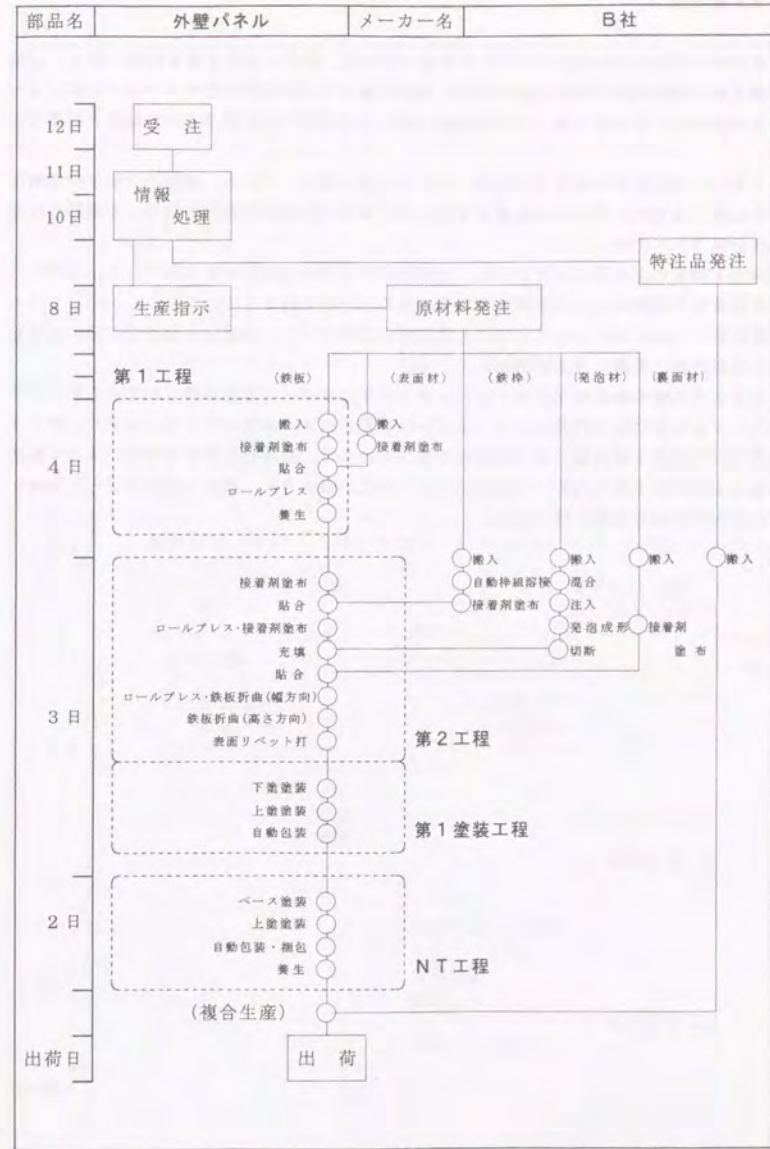 部品名 外壁パネル メーカー名 B社
12日 受 注
11日 情報
10日 処理
特注品発注
8日 生産指示 原材料発注
第1工程 (鉄板) (表面材) (鉄枠) (発泡材) (裏面材)
搬入 搬入
接着剤塗布 接着剤塗布
4日 貼合
ロールプレス
養生
搬入 搬入 搬入 搬入
接着剤塗布 自動枠組溶接 混合
貼合 接着剤塗布 注入
ロールプレス・接着剤塗布 発泡成形 接着剤
充填 切断 塗布
貼合
ロールプレス・鉄板折曲(幅方向)
3日 鉄板折曲(高さ方向)
表面リベット打 第2工程
下塗塗装
上塗塗装
自動包装 第1塗装工程
ベース塗装
2日 上塗塗装
自動包装・梱包
養生 NT工程
(複合生産)
出荷日 出 荷